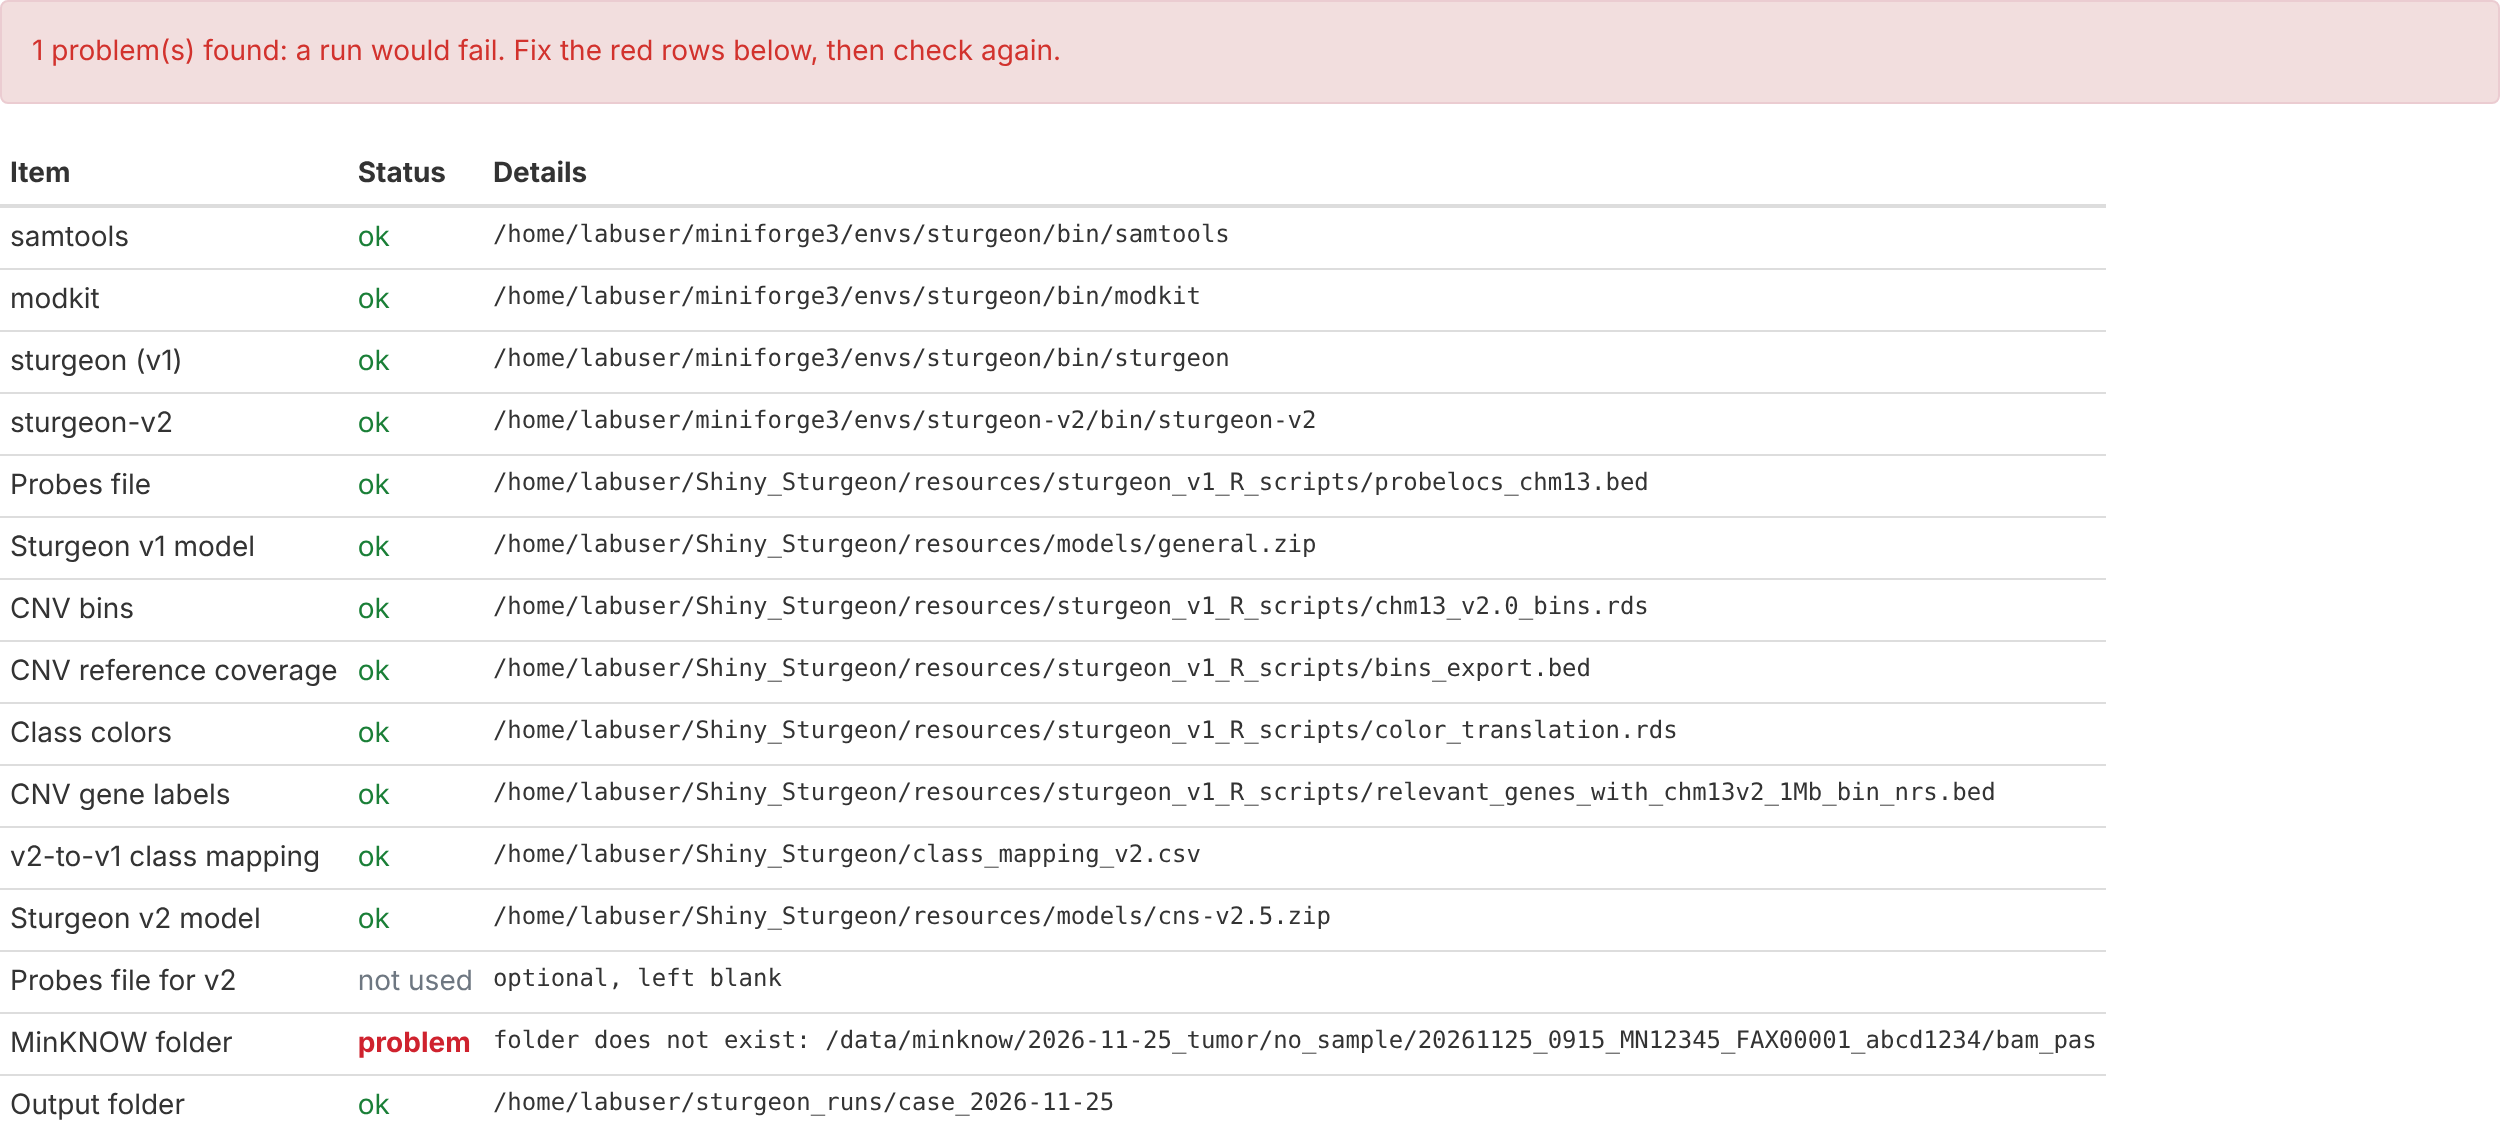 1 problem(s) found: a run would fail. Fix the red rows below, then check again.
Item Status Details
samtools ok /home/labuser/miniforge3/envs/sturgeon/bin/samtools
modkit ok /home/labuser/miniforge3/envs/sturgeon/bin/modkit
sturgeon (v1) ok /home/labuser/miniforge3/envs/sturgeon/bin/sturgeon
sturgeon-v2 ok /home/labuser/miniforge3/envs/sturgeon-v2/bin/sturgeon-v2
Probes file ok /home/labuser/Shiny_Sturgeon/resources/sturgeon_v1_R_scripts/probelocs_chm13.bed
Sturgeon v1 model ok /home/labuser/Shiny_Sturgeon/resources/models/general.zip
CNV bins ok /home/labuser/Shiny_Sturgeon/resources/sturgeon_v1_R_scripts/chm13_v2.0_bins.rds
CNV reference coverage ok /home/labuser/Shiny_Sturgeon/resources/sturgeon_v1_R_scripts/bins_export.bed
Class colors ok /home/labuser/Shiny_Sturgeon/resources/sturgeon_v1_R_scripts/color_translation.rds
CNV gene labels ok /home/labuser/Shiny_Sturgeon/resources/sturgeon_v1_R_scripts/relevant_genes_with_chm13v2_1Mb_bin_nrs.bed
v2-to-v1 class mapping ok /home/labuser/Shiny_Sturgeon/class_mapping_v2.csv
Sturgeon v2 model ok /home/labuser/Shiny_Sturgeon/resources/models/cns-v2.5.zip
Probes file for v2 not used optional, left blank
MinKNOW folder problem folder does not exist: /data/minknow/2026-11-25_tumor/no_sample/20261125_0915_MN12345_FAX00001_abcd1234/bam_pas
Output folder ok /home/labuser/sturgeon_runs/case_2026-11-25